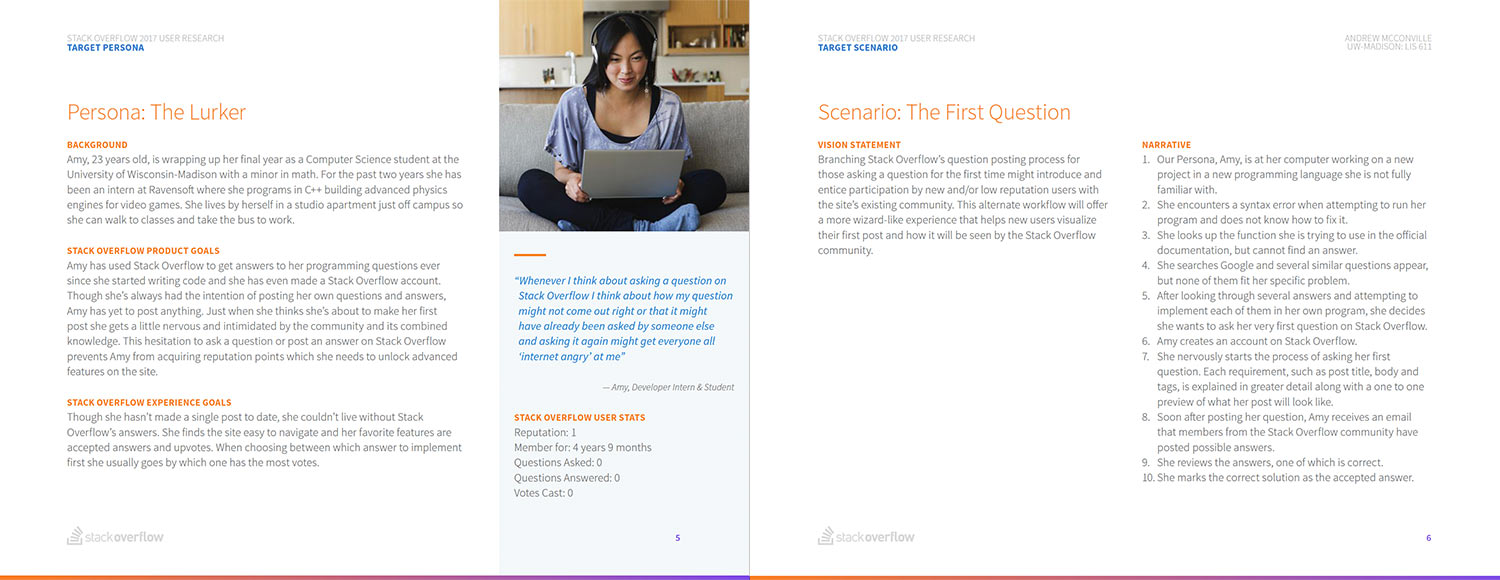 STACK OVERFLOW 2017 USER RESEARCH
TARGET PERSONA
Persona: The Lurker
BACKGROUND
Amy, 23 years old, is wrapping up her final year as a Computer Science student at the
University of Wisconsin-Madison with a minor in math. For the past two years she has
been an intern at Ravensoft where she programs in C++ building advanced physics
engines for video games. She lives by herself in a studio apartment just off campus so
she can walk to classes and take the bus to work.
STACK OVERFLOW PRODUCT GOALS
Amy has used Stack Overflow to get answers to her programming questions ever
since she started writing code and she has even made a Stack Overflow account.
Though she's always had the intention of posting her own questions and answers,
Amy has yet to post anything. Just when she thinks she's about to make her first
post she gets a little nervous and intimidated by the community and its combined
knowledge. This hesitation to ask a question or post an answer on Stack Overflow
prevents Amy from acquiring reputation points which she needs to unlock advanced
features on the site.
STACK OVERFLOW EXPERIENCE GOALS
Though she hasn't made a single post to date, she couldn't live without Stack
Overflow's answers. She finds the site easy to navigate and her favorite features are
accepted answers and upvotes. When choosing between which answer to implement
first she usually goes by which one has the most votes.
stackoverflow
“Whenever I think about asking a question on
Stack Overflow I think about how my question
might not come out right or that it might
have already been asked by someone else
and asking it again might get everyone all
‘internet angry’ at me”
— Amy, Developer Intern & Student
STACK OVERFLOW USER STATS
Reputation: 1
Member for: 4 years 9 months
Questions Asked: 0
Questions Answered: 0
Votes Cast: 0
5
STACK OVERFLOW 2017 USER RESEARCH
TARGET SCENARIO
ANDREW MCCONVILLE
UW-MADISON: LIS-611
Scenario: The First Question
VISION STATEMENT
Branching Stack Overflow's question posting process for
those asking a question for the first time might introduce and
entice participation by new and/or low reputation users with
the site's existing community. This alternate workflow will offer
a more wizard-like experience that helps new users visualize
their first post and how it will be seen by the Stack Overflow
community.
NARRATIVE
1. Our Persona, Amy, is at her computer working on a new
project in a new programming language she is not fully
familiar with.
2. She encounters a syntax error when attempting to run her
program and does not know how to fix it.
3. She looks up the function she is trying to use in the official
documentation, but cannot find an answer.
4. She searches Google and several similar questions appear,
but none of them fit her specific problem.
5. After looking through several answers and attempting to
implement each of them in her own program, she decides
she wants to ask her very first question on Stack Overflow.
6. Amy creates an account on Stack Overflow.
7. She nervously starts the process of asking her first
question. Each requirement, such as post title, body and
tags, is explained in greater detail along with a one to one
preview of what her post will look like.
8. Soon after posting her question, Amy receives an email
that members from the Stack Overflow community have
posted possible answers.
9. She reviews the answers, one of which is correct.
10. She marks the correct solution as the accepted answer.
stackoverflow
6